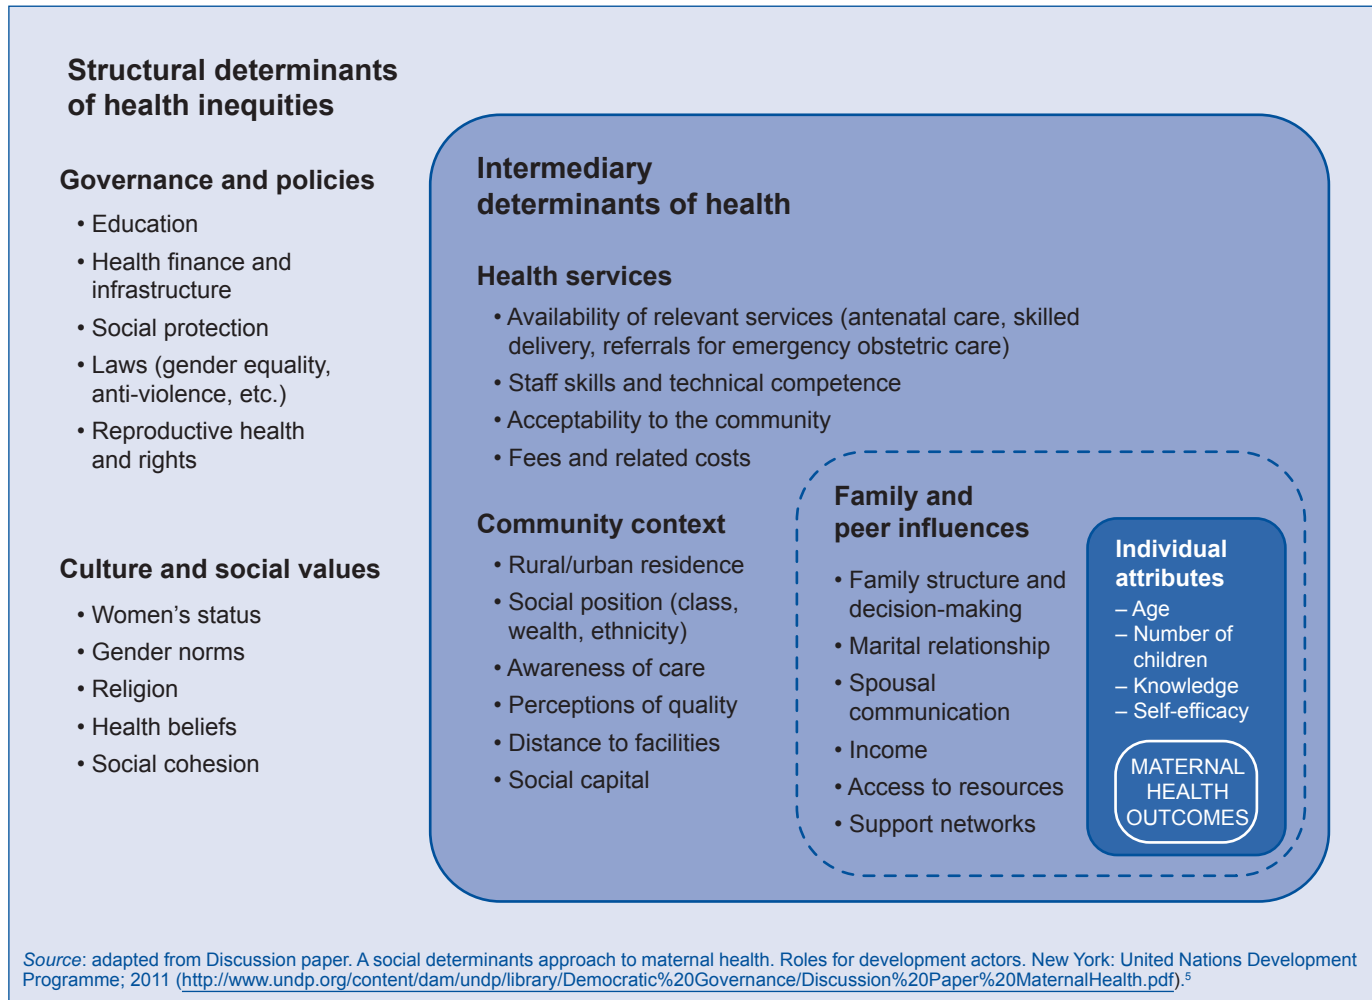 Structural determinants
of health inequities
Governance and policies
• Education
• Health finance and
infrastructure
• Social protection
• Laws (gender equality,
anti-violence, etc.)
• Reproductive health
and rights
Culture and social values
• Women’s status
• Gender norms
• Religion
• Health beliefs
• Social cohesion
Intermediary
determinants of health
Health services
• Availability of relevant services (antenatal care, skilled
delivery, referrals for emergency obstetric care)
• Staff skills and technical competence
• Acceptability to the community
• Fees and related costs
Community context
• Rural/urban residence
• Social position (class,
wealth, ethnicity)
• Awareness of care
• Perceptions of quality
• Distance to facilities
• Social capital
Family and
peer influences
• Family structure and
decision-making
• Marital relationship
• Spousal
communication
• Income
• Access to resources
• Support networks
Individual
attributes
– Age
– Number of
children
– Knowledge
– Self-efficacy
MATERNAL
HEALTH
OUTCOMES
Source: adapted from Discussion paper. A social determinants approach to maternal health. Roles for development actors. New York: United Nations Development
Programme; 2011 (http://www.undp.org/content/dam/undp/library/Democratic%20Governance/Discussion%20Paper%20MaternalHealth.pdf).⁵